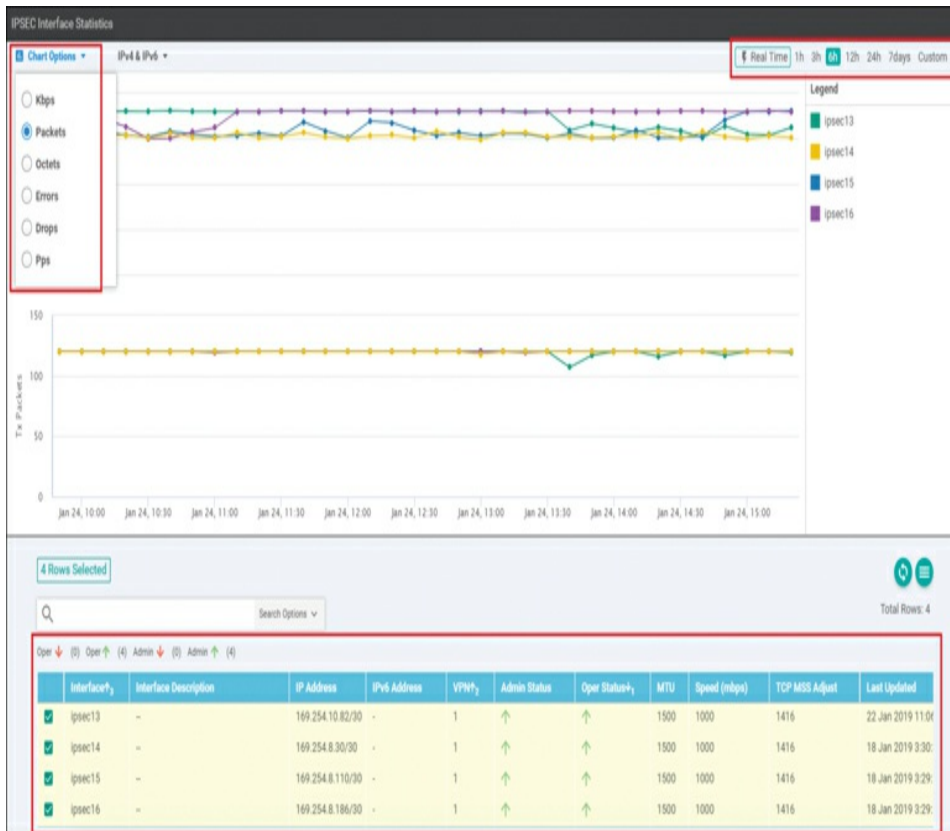 IPSEC Interface Statistics
Chart Options IPv4 & IPv6 Real Time 1h 3h 6h 12h 24h 7days Custom
Kbps
Packets
Octets
Errors
Drops
Pps
Legend
ipsec13
ipsec14
ipsec15
ipsec16
150
100
50
0
Tx Packets
Jan 24, 10:00 Jan 24, 10:30 Jan 24, 11:00 Jan 24, 11:30 Jan 24, 12:00 Jan 24, 12:30 Jan 24, 13:00 Jan 24, 13:30 Jan 24, 14:00 Jan 24, 14:30 Jan 24, 15:00
4 Rows Selected
Search Options
Total Rows: 4
Oper ↓ (0) Oper ↑ (4) Admin ↓ (0) Admin ↑ (4)
Interface↑3 Interface Description IP Address IPv6 Address VPN↑2 Admin Status Oper Status↓1 MTU Speed (mbps) TCP MSS Adjust Last Updated
ipsec13 -- 169.254.10.82/30 - 1 ↑ ↑ 1500 1000 1416 22 Jan 2019 11:06
ipsec14 -- 169.254.8.30/30 - 1 ↑ ↑ 1500 1000 1416 18 Jan 2019 3:30:
ipsec15 -- 169.254.8.110/30 - 1 ↑ ↑ 1500 1000 1416 18 Jan 2019 3:29:
ipsec16 -- 169.254.8.186/30 - 1 ↑ ↑ 1500 1000 1416 18 Jan 2019 3:29: